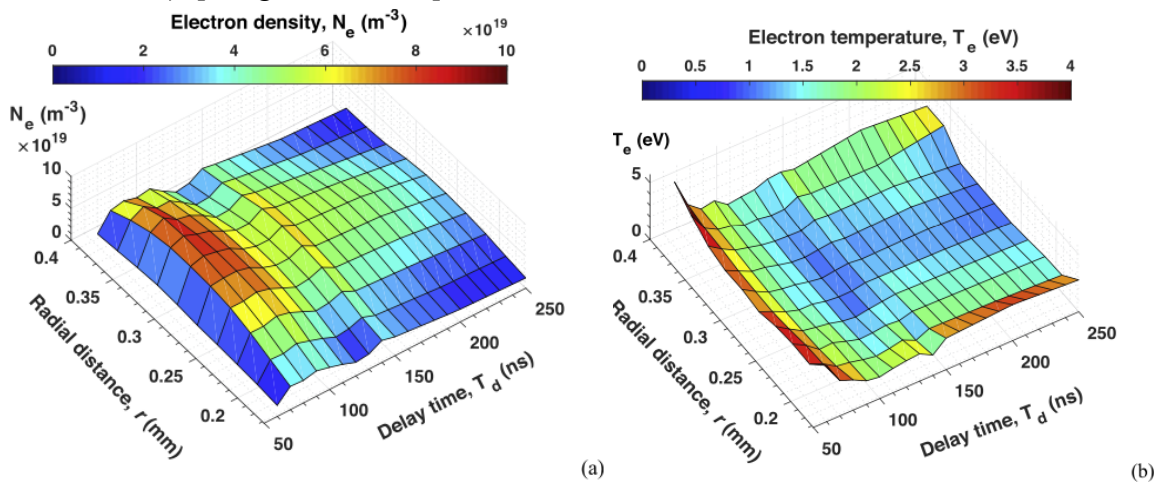 Electron density, N_e (m^-3)
×10^19
0 2 4 6 8 10
N_e (m^-3)
×10^19
10
5
0
0.4
0.35
0.3
0.25
0.2
Radial distance, r (mm)
50
100
150
200
250
Delay time, T_d (ns)
(a)
Electron temperature, T_e (eV)
0 0.5 1 1.5 2 2.5 3 3.5 4
T_e (eV)
5
0
0.4
0.35
0.3
0.25
0.2
Radial distance, r (mm)
50
100
150
200
250
Delay time, T_d (ns)
(b)